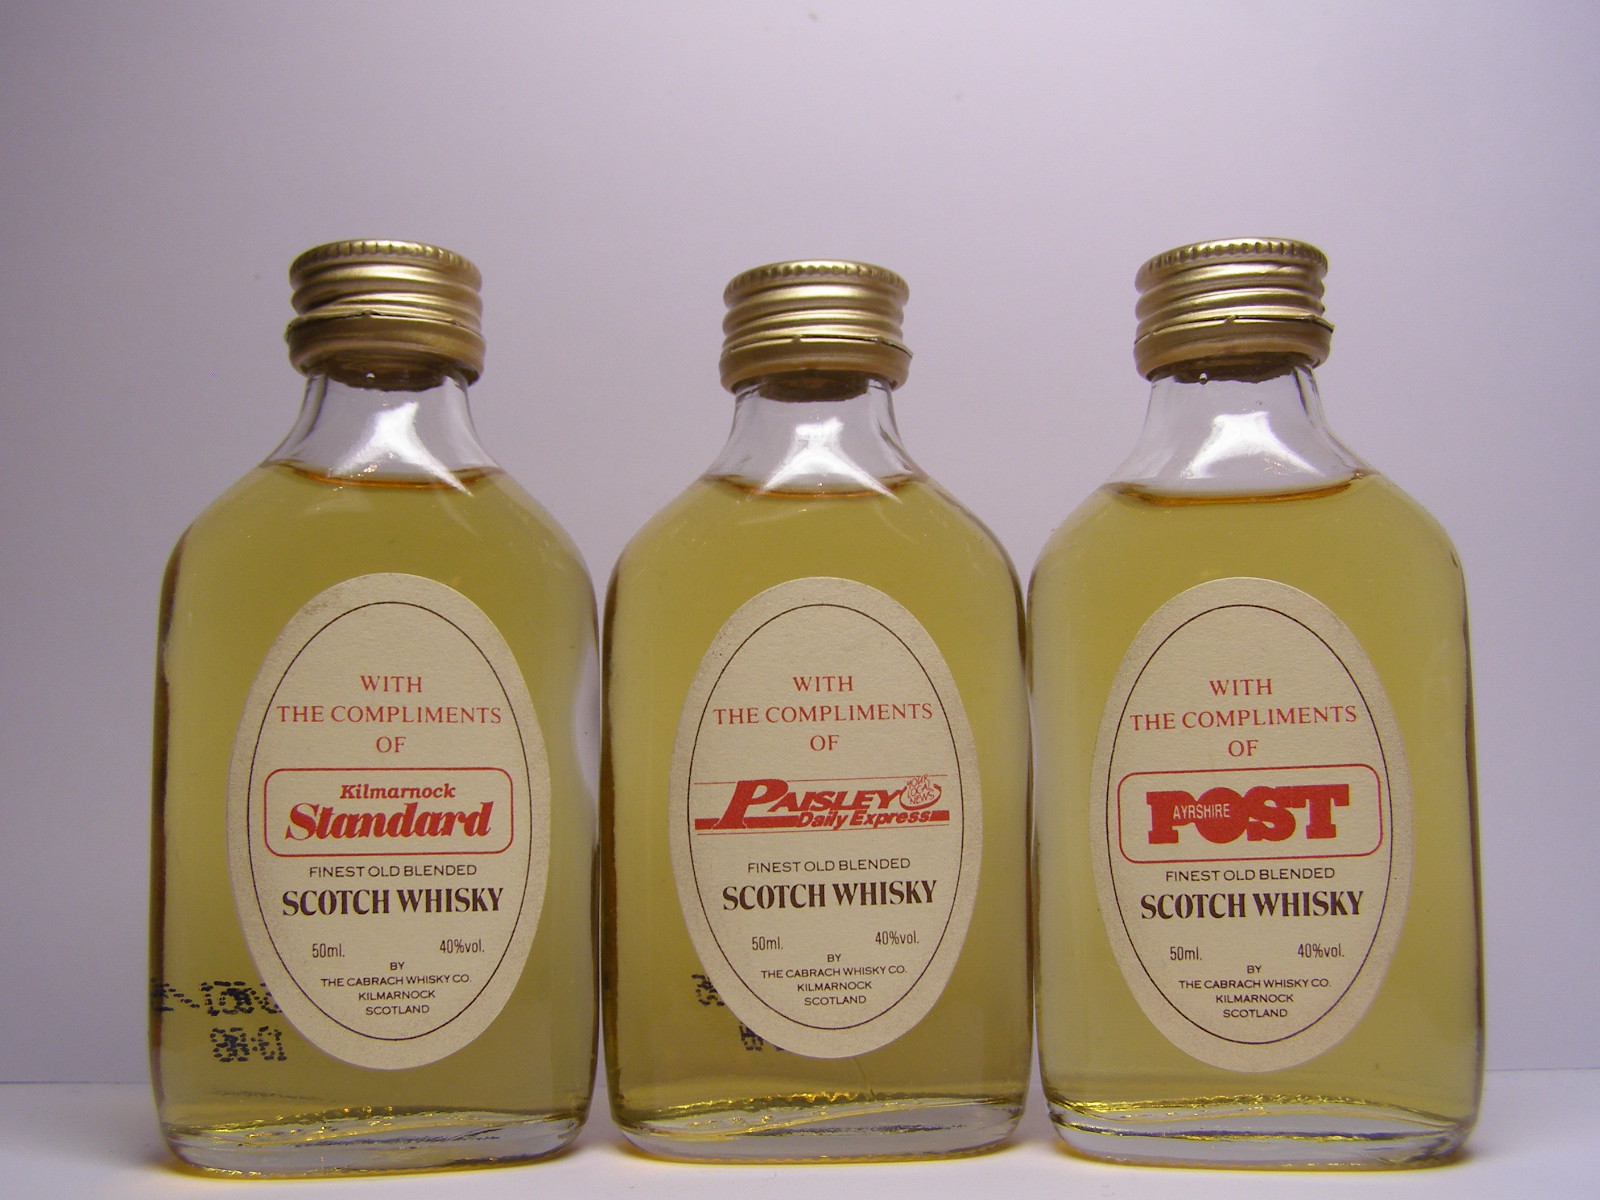 WITH
THE COMPLIMENTS
OF
Kilmarnock
Standard
FINEST OLD BLENDED
SCOTCH WHISKY
50ml. 40%vol.
BY
THE CABRACH WHISKY CO.
KILMARNOCK
SCOTLAND
WITH
THE COMPLIMENTS
OF
PAISLEY
YOUR
LOCAL
NEWS
Daily Express
FINEST OLD BLENDED
SCOTCH WHISKY
50ml. 40%vol.
BY
THE CABRACH WHISKY CO.
KILMARNOCK
SCOTLAND
WITH
THE COMPLIMENTS
OF
AYRSHIRE
POST
FINEST OLD BLENDED
SCOTCH WHISKY
50ml. 40%vol.
BY
THE CABRACH WHISKY CO.
KILMARNOCK
SCOTLAND